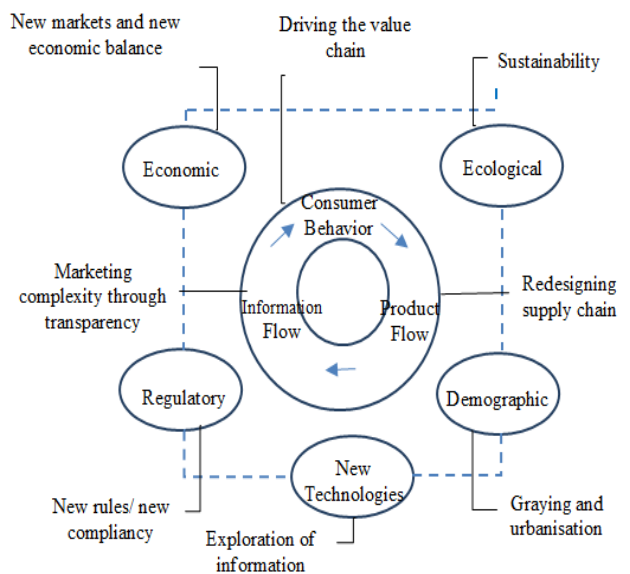 New markets and new
economic balance
Driving the value
chain
Sustainability
Economic
Ecological
Consumer
Behavior
Marketing
complexity through
transparency
Information
Flow
Product
Flow
Redesigning
supply chain
Regulatory
Demographic
New
Technologies
New rules/ new
compliancy
Exploration of
information
Graying and
urbanisation